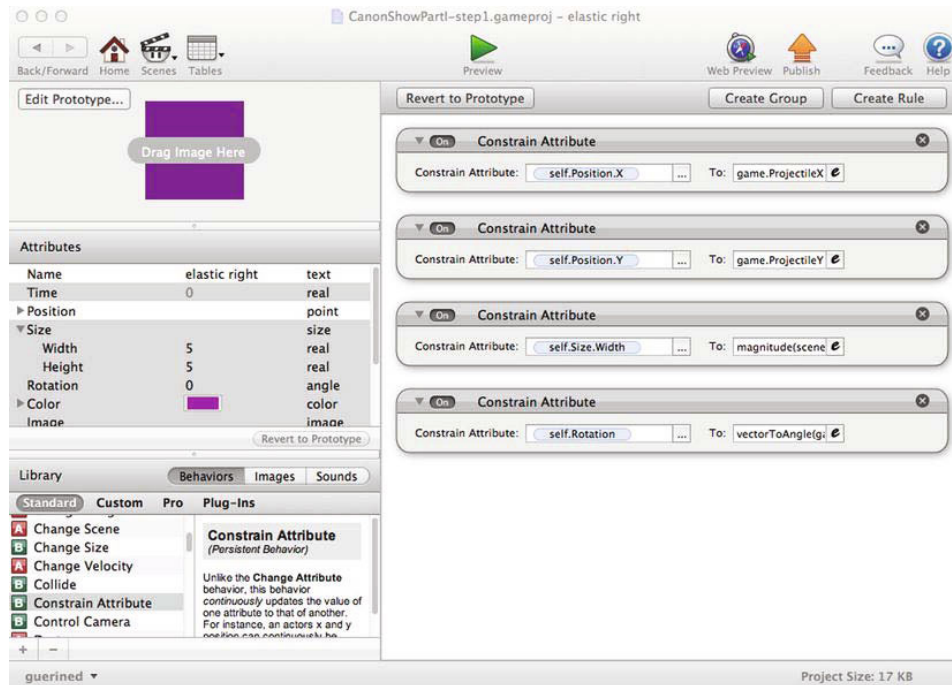 CanonShowPartI-step1.gameproj - elastic right
Back/Forward Home Scenes Tables Preview Web Preview Publish Feedback Help
Edit Prototype...
Drag Image Here
Attributes
Name elastic right text
Time 0 real
Position point
Size size
Width 5 real
Height 5 real
Rotation 0 angle
Color color
Image image
Revert to Prototype
Library Behaviors Images Sounds
Standard Custom Pro Plug-Ins
Change Scene
Change Size
Change Velocity
Collide
Constrain Attribute
Control Camera
Constrain Attribute
(Persistent Behavior)
Unlike the Change Attribute
behavior, this behavior
continuously updates the value of
one attribute to that of another.
For instance, an actors x and y
position can continuously be
+ -
Revert to Prototype Create Group Create Rule
On Constrain Attribute
Constrain Attribute: self.Position.X ... To: game.ProjectileX e
On Constrain Attribute
Constrain Attribute: self.Position.Y ... To: game.ProjectileY e
On Constrain Attribute
Constrain Attribute: self.Size.Width ... To: magnitude(scene e
On Constrain Attribute
Constrain Attribute: self.Rotation ... To: vectorToAngle(ga e
guerined Project Size: 17 KB